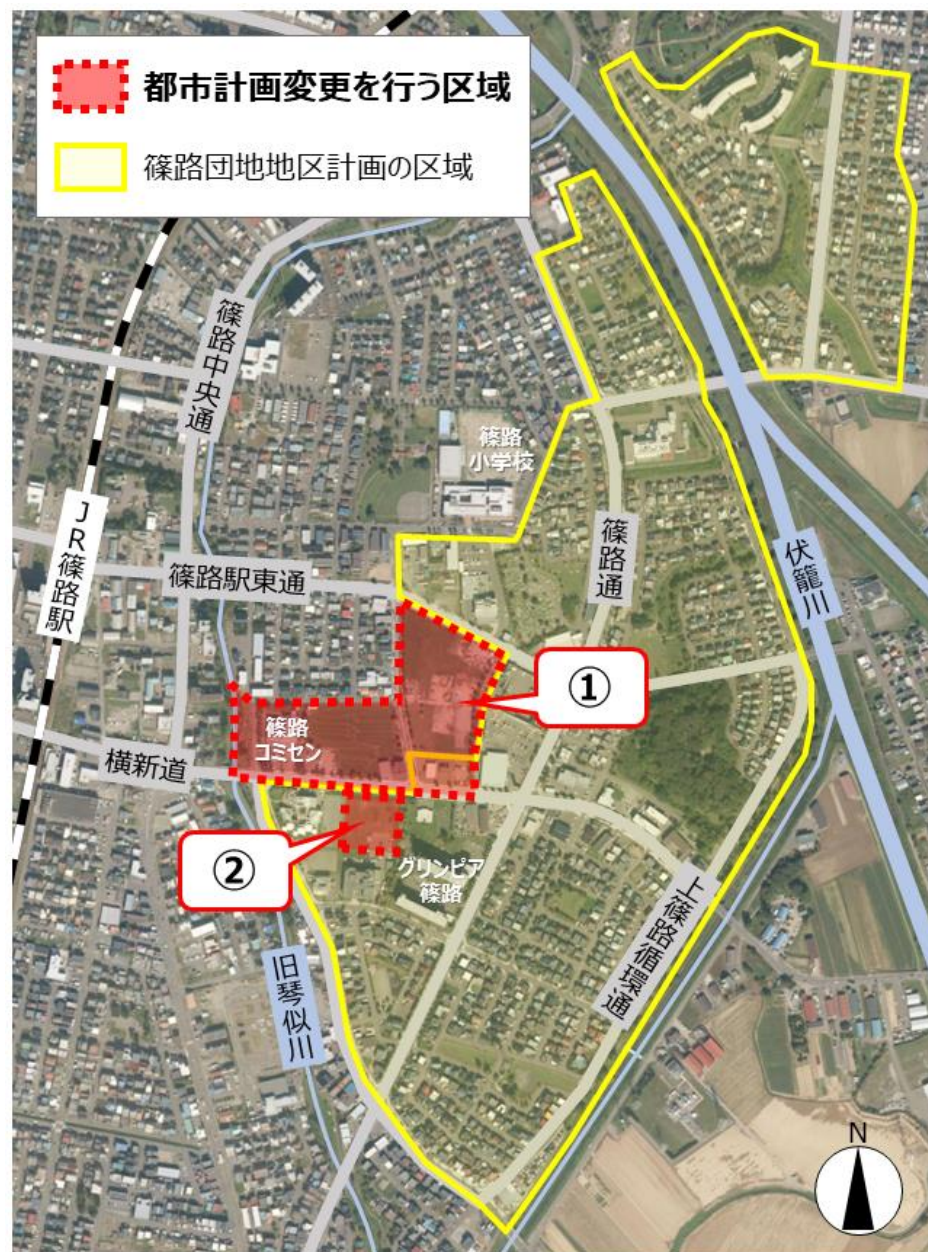 都市計画変更を行う区域
篠路団地地区計画の区域
篠路中央通
篠路
小学校
JR篠路駅
篠路駅東通
篠路通
伏籠川
①
篠路
コミセン
横新道
②
グリンピア
篠路
上篠路循環通
旧琴似川
N